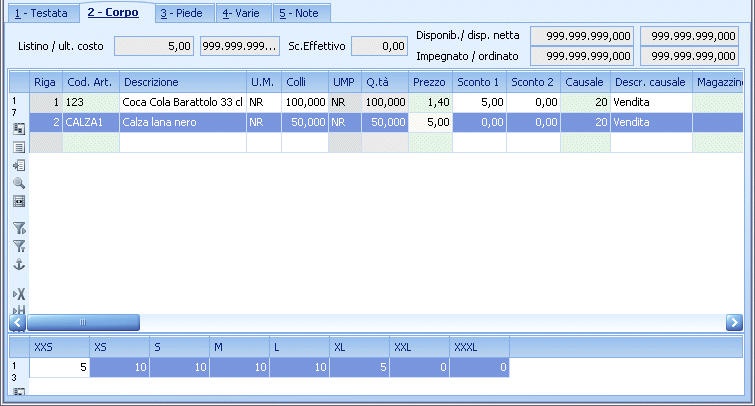 1 - Testata 2 - Corpo 3 - Piede 4- Varie 5 - Note
Listino / ult. costo 5,00 999.999.999... Sc.Effettivo 0,00 Disponib./ disp. netta 999.999.999,000 999.999.999,000
Impegnato / ordinato 999.999.999,000 999.999.999,000
Riga Cod. Art. Descrizione U.M. Colli UMP Q.tà Prezzo Sconto 1 Sconto 2 Causale Descr. causale Magazzino
1 1 123 Coca Cola Barattolo 33 cl NR 100,000 NR 100,000 1,40 5,00 0,00 20 Vendita
7 2 CALZA1 Calza lana nero NR 50,000 NR 50,000 5,00 0,00 0,00 20 Vendita
XXS XS S M L XL XXL XXXL
1 5 10 10 10 10 5 0 0
3